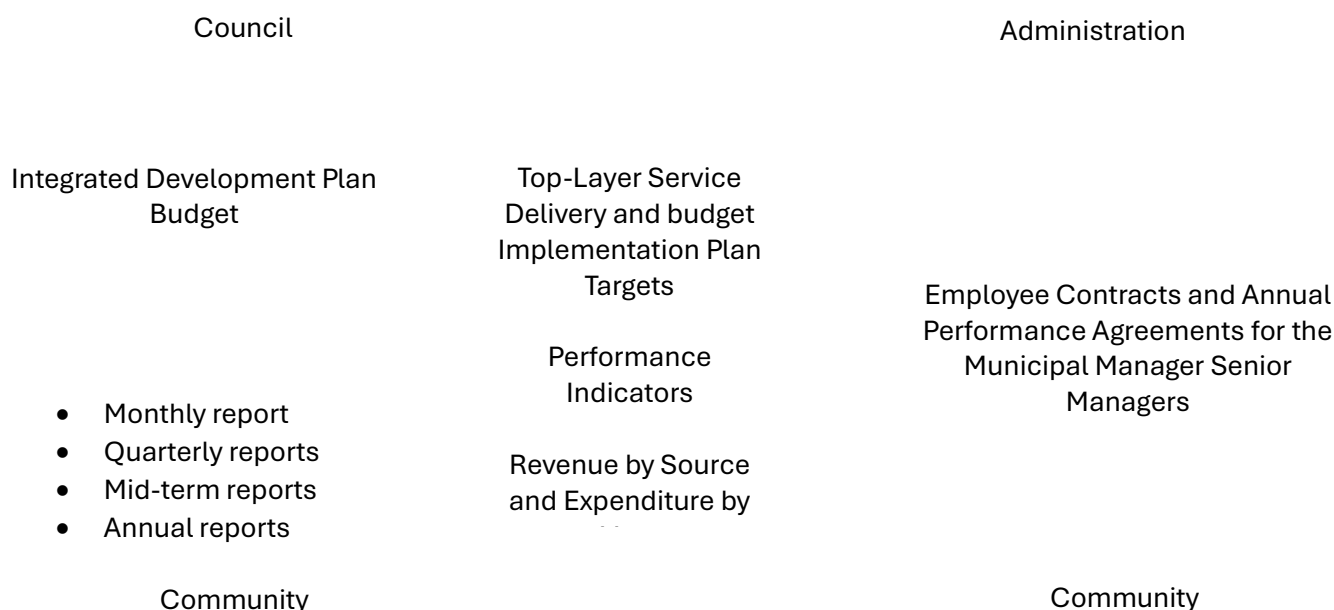 Council
Administration
Integrated Development Plan
Budget
Top-Layer Service
Delivery and budget
Implementation Plan
Targets
Performance
Indicators
Revenue by Source
and Expenditure by
Employee Contracts and Annual
Performance Agreements for the
Municipal Manager Senior
Managers
• Monthly report
• Quarterly reports
• Mid-term reports
• Annual reports
Community
Community